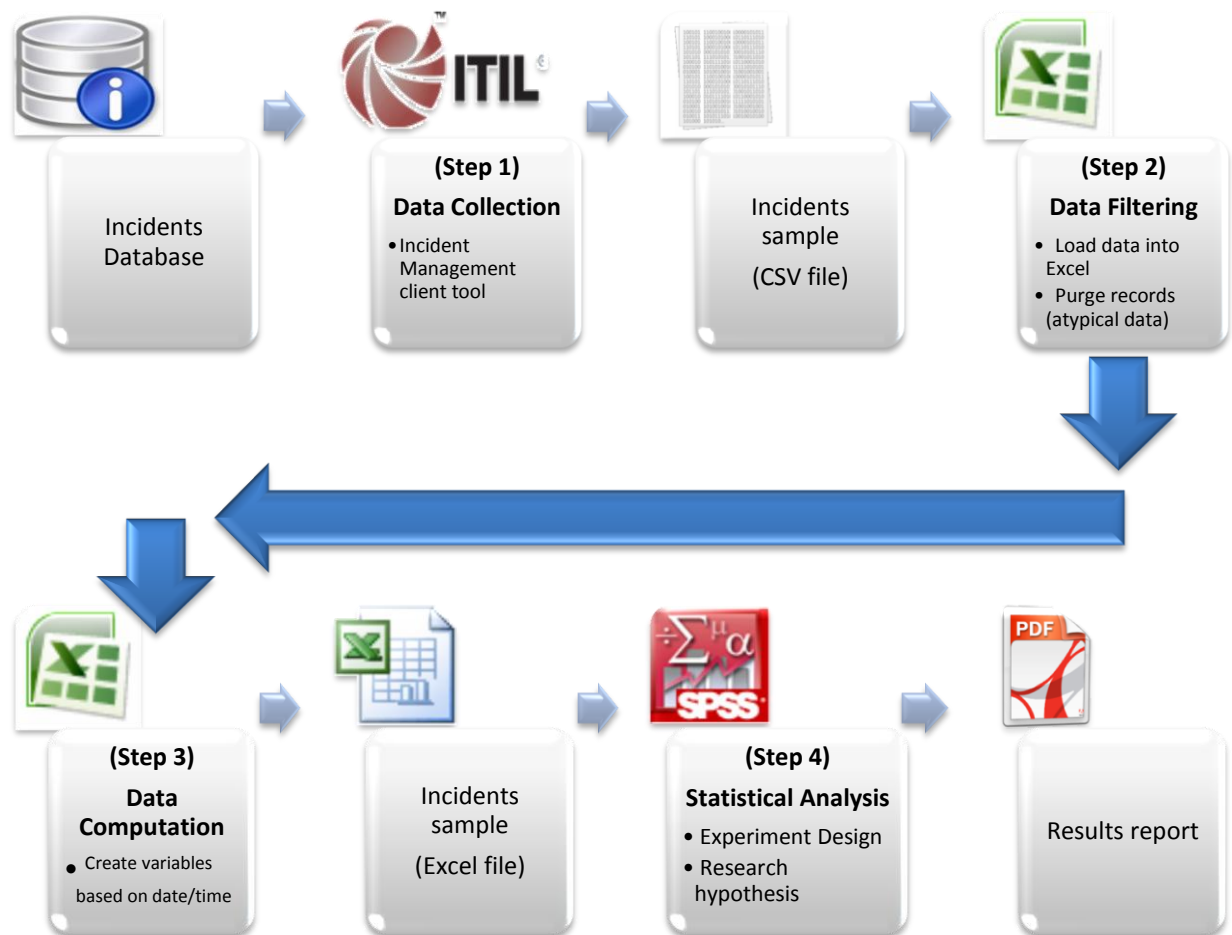 TM
ITIL
®
Incidents
Database
(Step 1)
Data Collection
• Incident
Management
client tool
Incidents
sample
(CSV file)
(Step 2)
Data Filtering
• Load data into
Excel
• Purge records
(atypical data)
(Step 3)
Data
Computation
• Create variables
based on date/time
Incidents
sample
(Excel file)
÷Σμα
SPSS
(Step 4)
Statistical Analysis
• Experiment Design
• Research
hypothesis
PDF
Results report